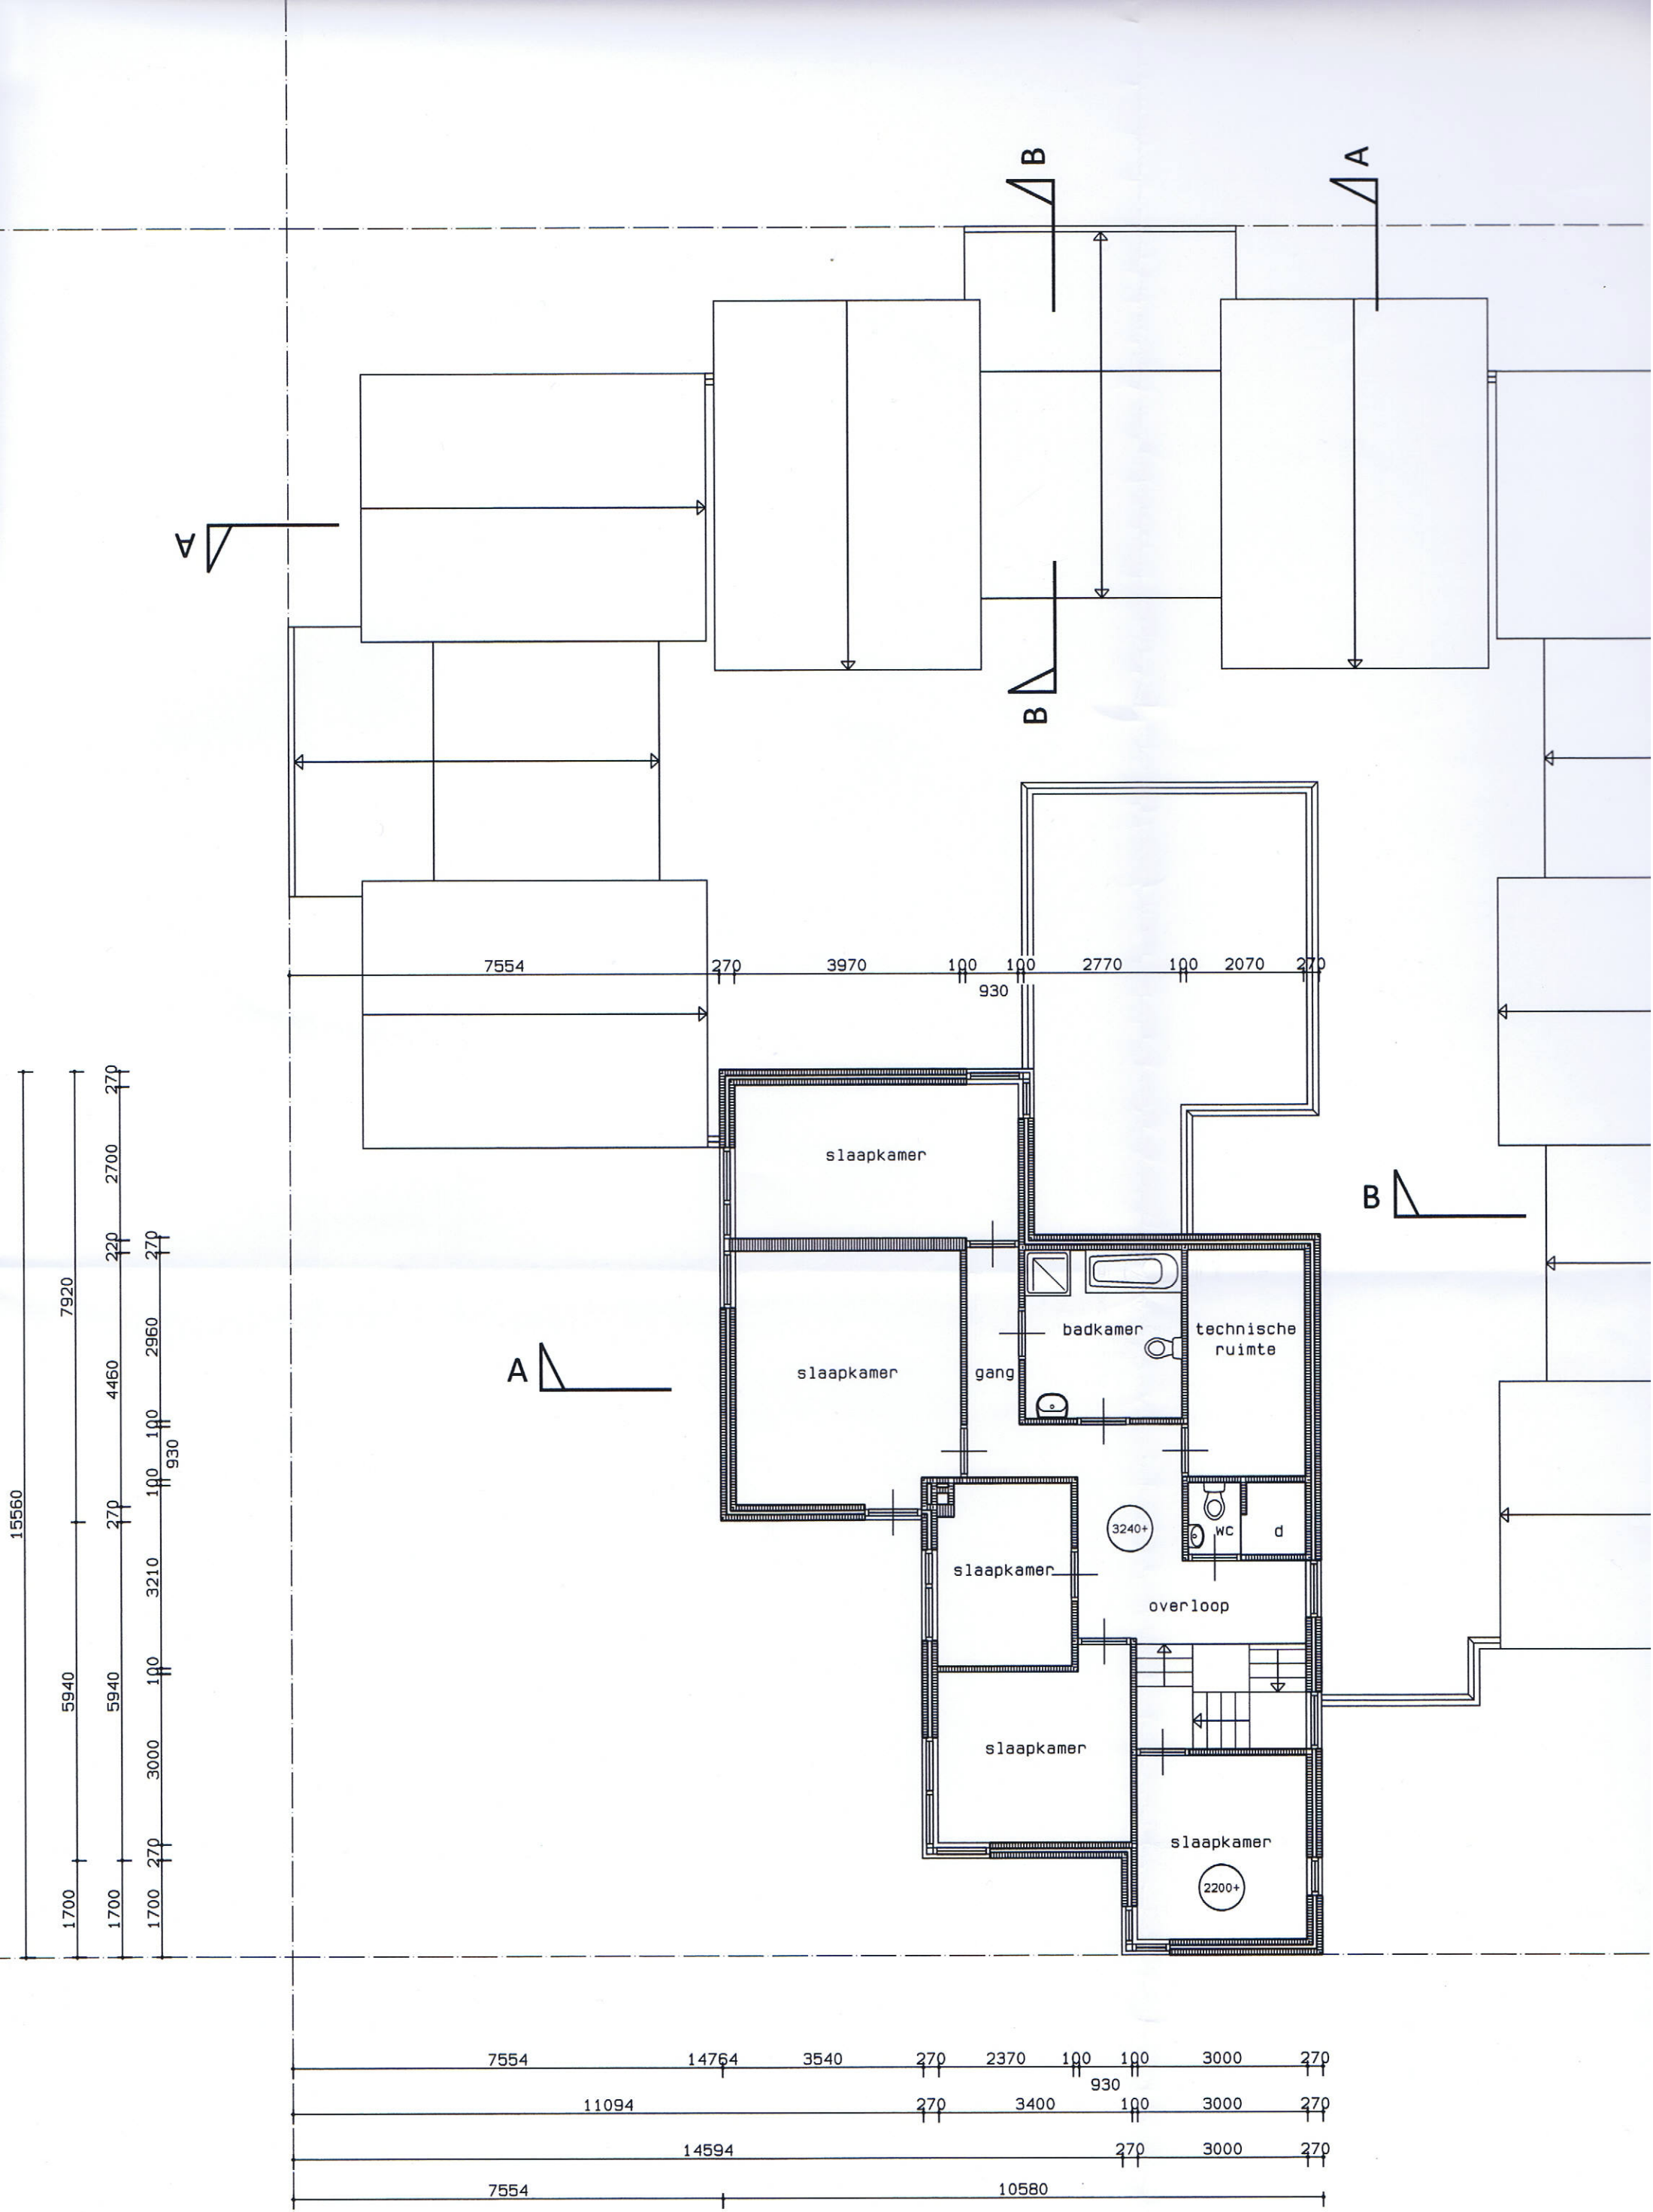 B
A
A
B
7554 270 3970 100 100 2770 100 2070 270
930
270
2700
220
270
7920
2960
4460
100
930
100
270
15560
3210
5940
5940
100
3000
270
1700
1700
1700
slaapkamer
B
slaapkamer
gang
badkamer
technische
ruimte
A
3240+
wc
d
slaapkamer
overloop
slaapkamer
slaapkamer
2200+
7554 14764 3540 270 2370 100 100 3000 270
930
11094 270 3400 100 3000 270
14594 270 3000 270
7554 10580